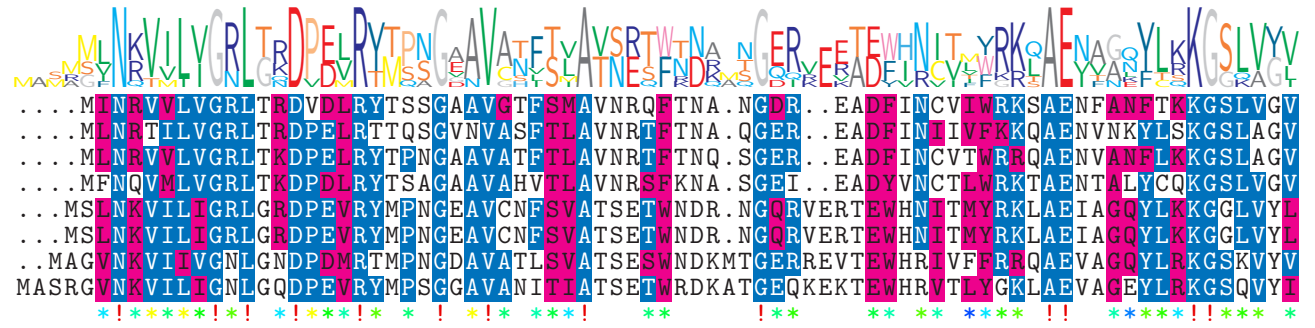 ....MINRVVLVGRLTRDVDLRYTSSGAAVGTFSMAVNRQFTNA.NGDR..EADFINCVIWRKSAENFANFTKKGSLVGV
....MLNRTILVGRLTRDPELRTTQSGVNVASFTLAVNRTFTNA.QGER..EADFINIIVFKKQAENVNKYLSKGSLAGV
....MLNRVVLVGRLTKDPELRYTPNGAAVATFTLAVNRTFTNQ.SGER..EADFINCVTWRRQAENVANFLKKGSLAGV
....MFNQVMLVGRLTKDPDLRYTSAGAAVAHVTLAVNRSFKNA.SGEI..EADYVNCTLWRKTAENTALYCQKGSLVGV
...MSLNKVILIGRLGRDPEVRYMPNGEAVCNFSVATSETWNDR.NGQRVERTEWHNITMYRKLAEIAGQYLKKGGLVYL
...MSLNKVILIGRLGRDPEVRYMPNGEAVCNFSVATSETWNDR.NGQRVERTEWHNITMYRKLAEIAGQYLKKGGLVYL
..MAGVNKVIIVGNLGNDPDMRTMPNGDAVATLSVATSESWNDKMTGERREVTEWHRIVFFRRQAEVAGQYLRKGSKVYV
MASRGVNKVILIGNLGQDPEVRYMPSGGAVANITIATSETWRDKATGEQKEKTEWHRVTLYGKLAEVAGEYLRKGSQVYI